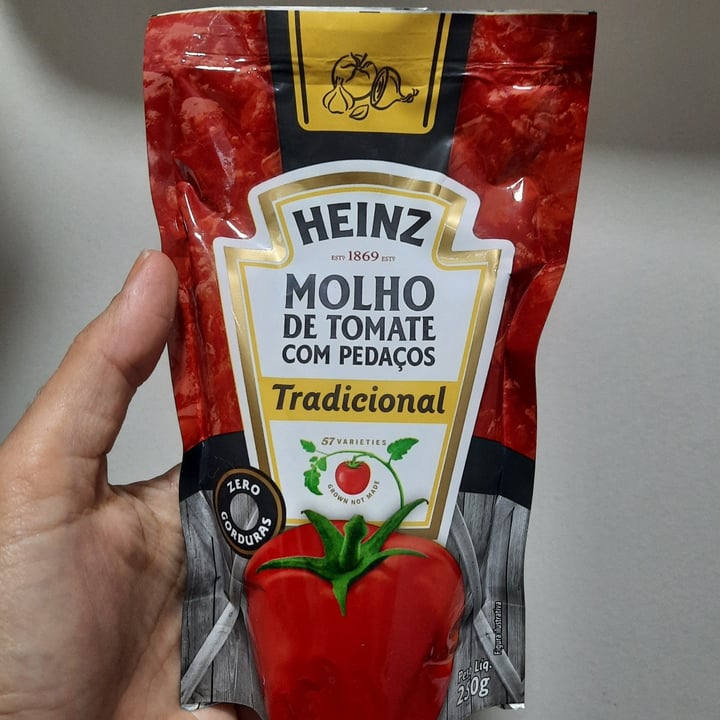 HEINZ
ESTD 1869 ESTD
MOLHO
DE TOMATE
COM PEDAÇOS
Tradicional
57 VARIETIES
GROWN NOT MADE
ZERO
GORDURAS
Figura ilustrativa
Peso Líq.